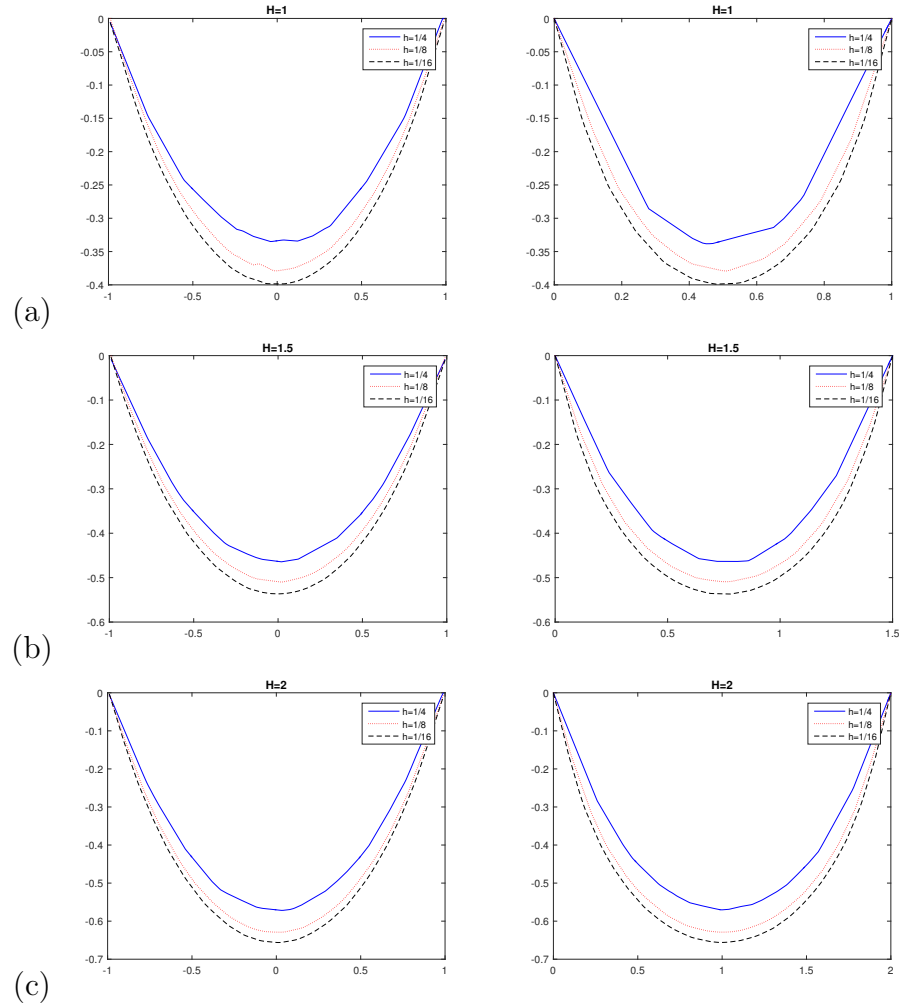 H=1
0
-0.05
-0.1
-0.15
-0.2
-0.25
-0.3
-0.35
-0.4
-1
-0.5
0
0.5
1
h=1/4
h=1/8
h=1/16
H=1
0
-0.05
-0.1
-0.15
-0.2
-0.25
-0.3
-0.35
-0.4
0
0.2
0.4
0.6
0.8
1
h=1/4
h=1/8
h=1/16
(a)
H=1.5
0
-0.1
-0.2
-0.3
-0.4
-0.5
-0.6
-1
-0.5
0
0.5
1
h=1/4
h=1/8
h=1/16
H=1.5
0
-0.1
-0.2
-0.3
-0.4
-0.5
-0.6
0
0.5
1
1.5
h=1/4
h=1/8
h=1/16
(b)
H=2
0
-0.1
-0.2
-0.3
-0.4
-0.5
-0.6
-0.7
-1
-0.5
0
0.5
1
h=1/4
h=1/8
h=1/16
H=2
0
-0.1
-0.2
-0.3
-0.4
-0.5
-0.6
-0.7
0
0.5
1
1.5
2
h=1/4
h=1/8
h=1/16
(c)